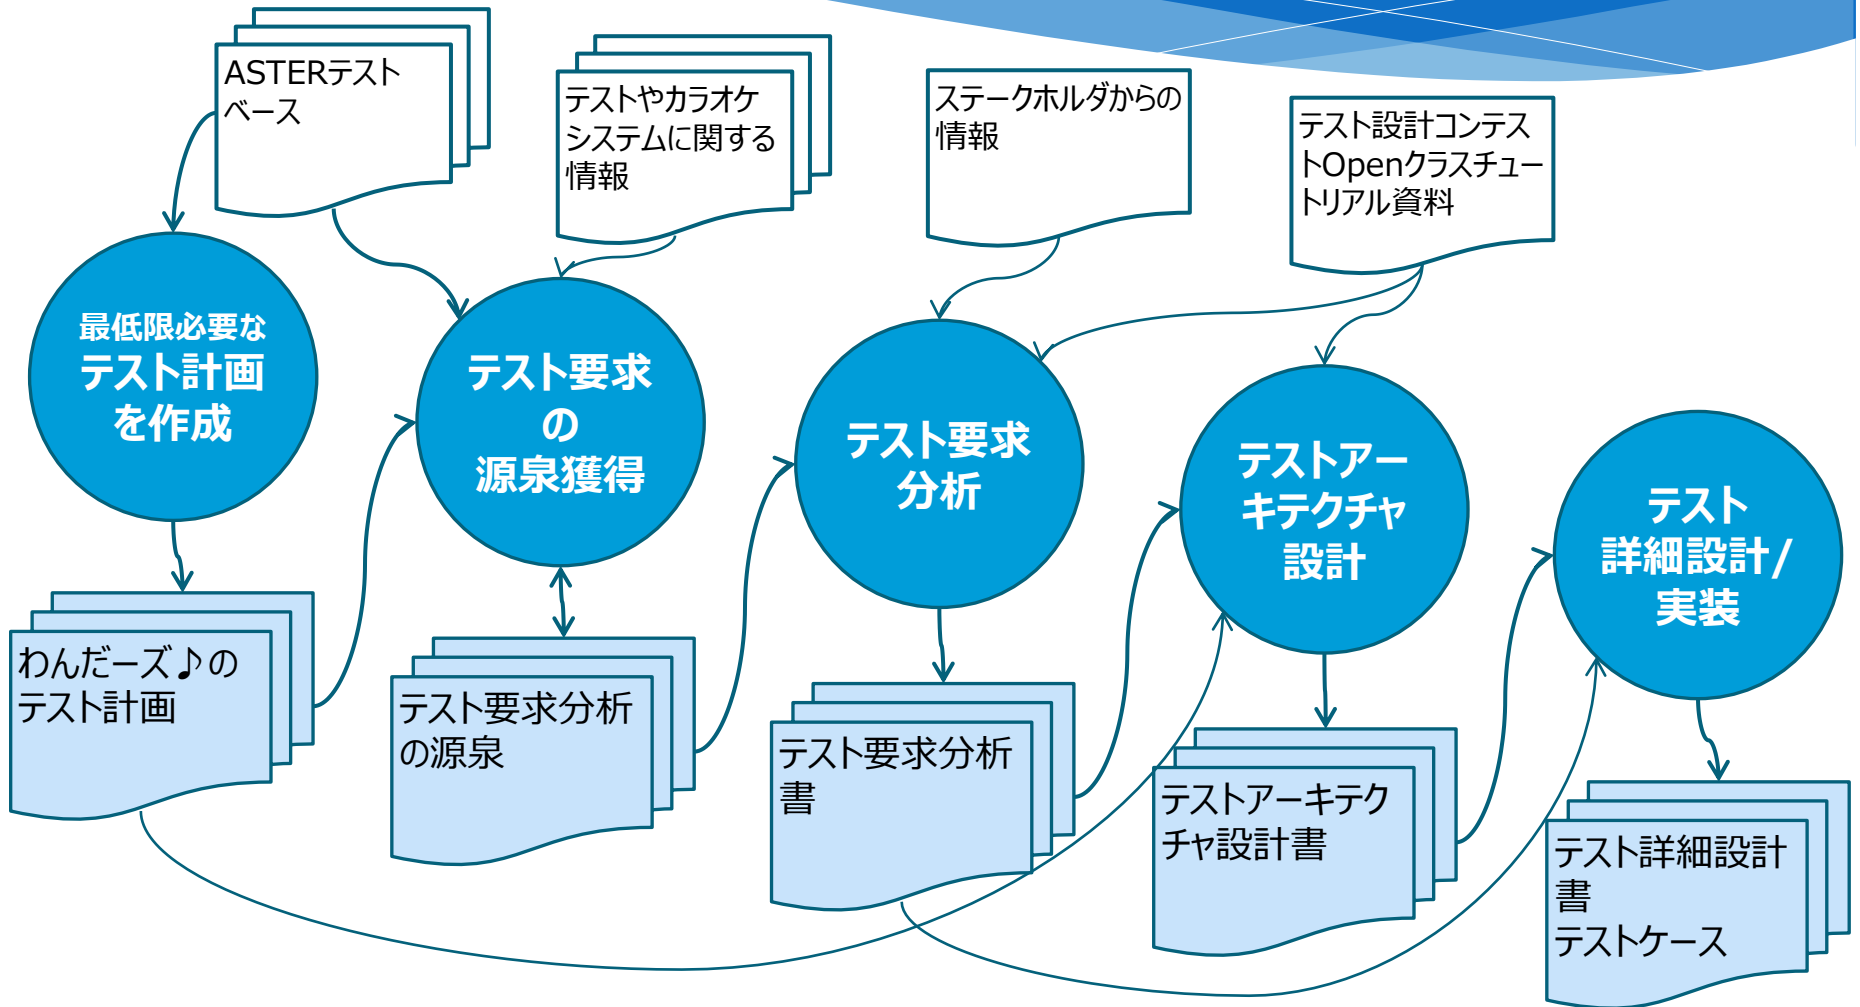 ASTERテスト
ベース
テストやカラオケ
システムに関する
情報
ステークホルダからの
情報
テスト設計コンテス
トOpenクラスチュー
トリアル資料
最低限必要な
テスト計画
を作成
テスト要求
の
源泉獲得
テスト要求
分析
テストアー
キテクチャ
設計
テスト
詳細設計/
実装
わんだーズ♪の
テスト計画
テスト要求分析
の源泉
テスト要求分析
書
テストアーキテク
チャ設計書
テスト詳細設計
書
テストケース